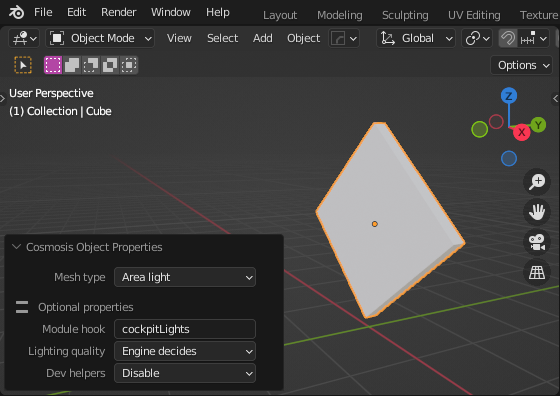 File Edit Render Window Help Layout Modeling Sculpting UV Editing Texture
Object Mode View Select Add Object Global
Options
User Perspective
(1) Collection | Cube
Z
Y
X
Cosmosis Object Properties
Mesh type Area light
Optional properties
Module hook cockpitLights
Lighting quality Engine decides
Dev helpers Disable